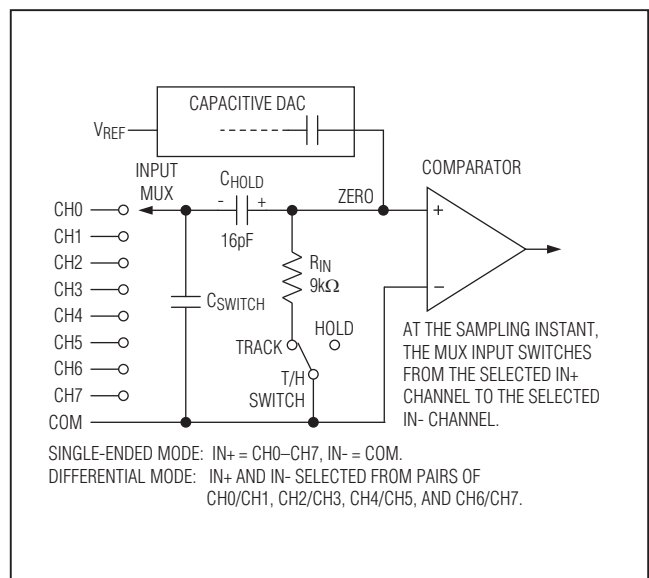 CAPACITIVE DAC
VREF
COMPARATOR
INPUT
MUX
CHOLD
ZERO
- +
16pF
+
-
CH0
CH1
CH2
CH3
CH4
CH5
CH6
CH7
COM
CSWITCH
RIN
9kΩ
TRACK
HOLD
T/H
SWITCH
AT THE SAMPLING INSTANT,
THE MUX INPUT SWITCHES
FROM THE SELECTED IN+
CHANNEL TO THE SELECTED
IN- CHANNEL.
SINGLE-ENDED MODE: IN+ = CH0–CH7, IN- = COM.
DIFFERENTIAL MODE: IN+ AND IN- SELECTED FROM PAIRS OF
CH0/CH1, CH2/CH3, CH4/CH5, AND CH6/CH7.